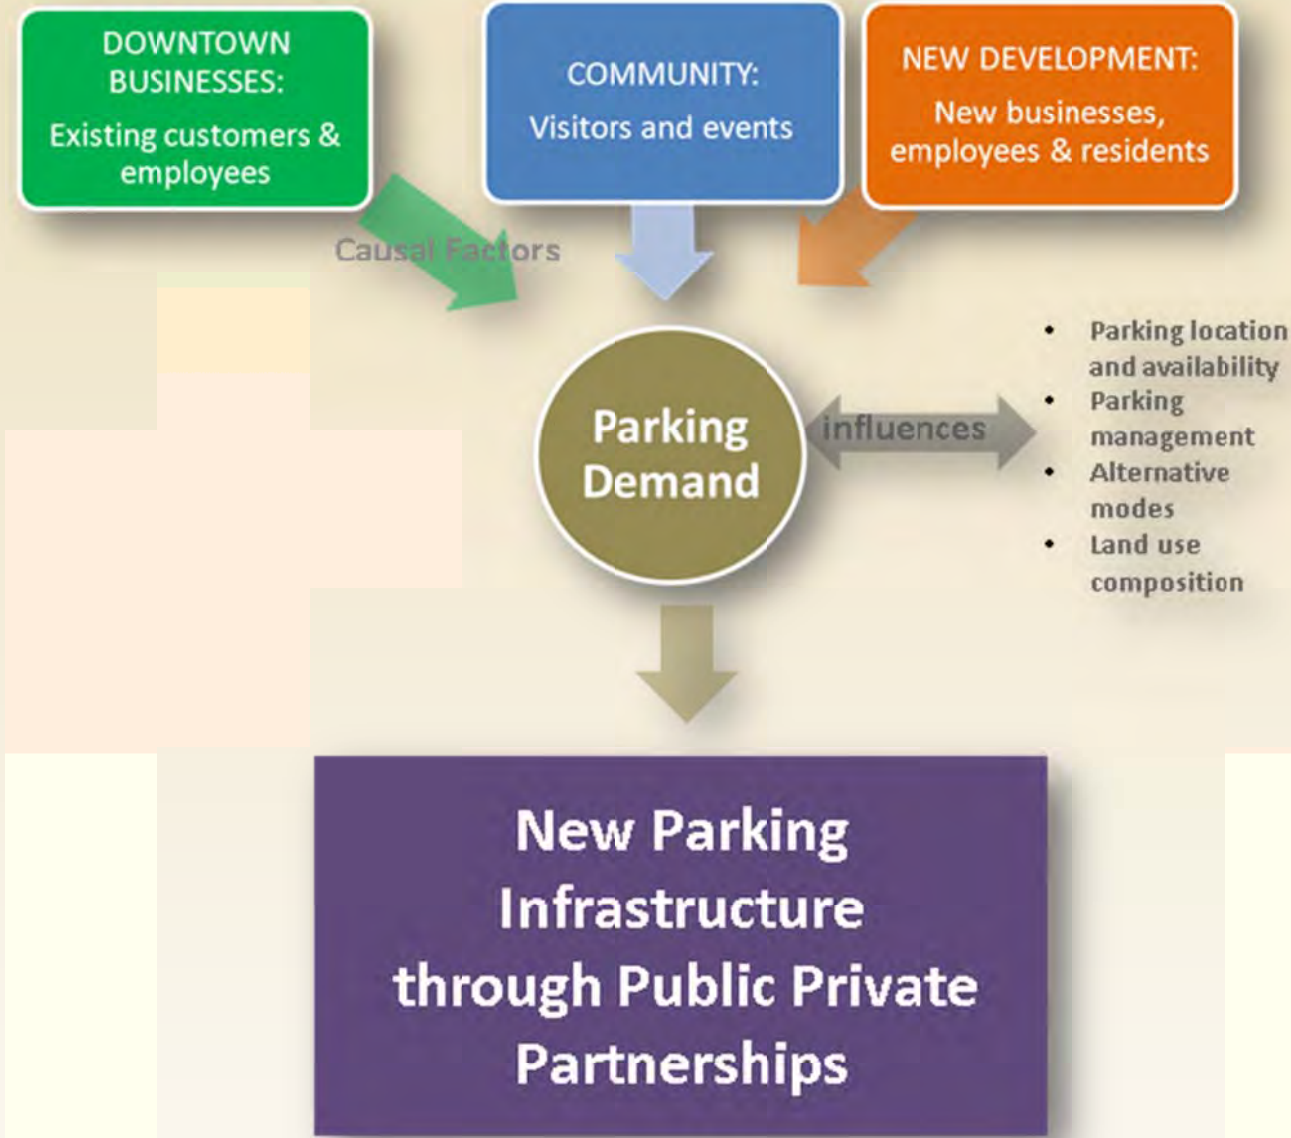 DOWNTOWN
BUSINESSES:
Existing customers &
employees
COMMUNITY:
Visitors and events
NEW DEVELOPMENT:
New businesses,
employees & residents
Causal Factors
Parking
Demand
influences
• Parking location
and availability
• Parking
management
• Alternative
modes
• Land use
composition
New Parking
Infrastructure
through Public Private
Partnerships